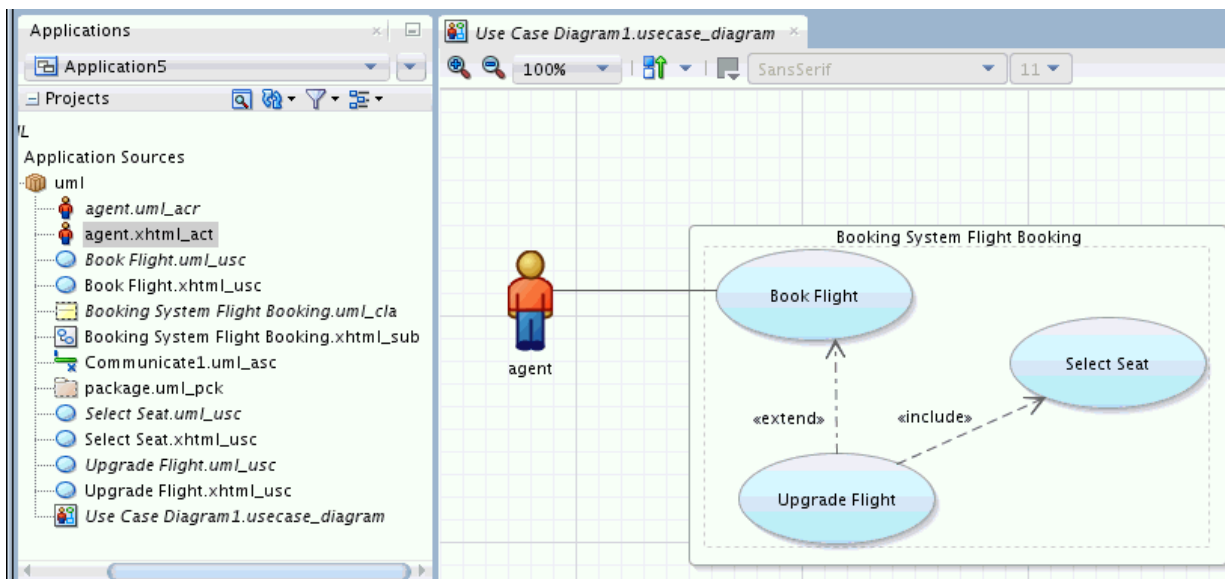 Applications
Application5
Projects
IL
Application Sources
uml
agent.uml_acr
agent.xhtml_act
Book Flight.uml_usc
Book Flight.xhtml_usc
Booking System Flight Booking.uml_cla
Booking System Flight Booking.xhtml_sub
Communicate1.uml_asc
package.uml_pck
Select Seat.uml_usc
Select Seat.xhtml_usc
Upgrade Flight.uml_usc
Upgrade Flight.xhtml_usc
Use Case Diagram1.usecase_diagram
Use Case Diagram1.usecase_diagram
100%
SansSerif
11
Booking System Flight Booking
Book Flight
Select Seat
agent
«extend»
«include»
Upgrade Flight